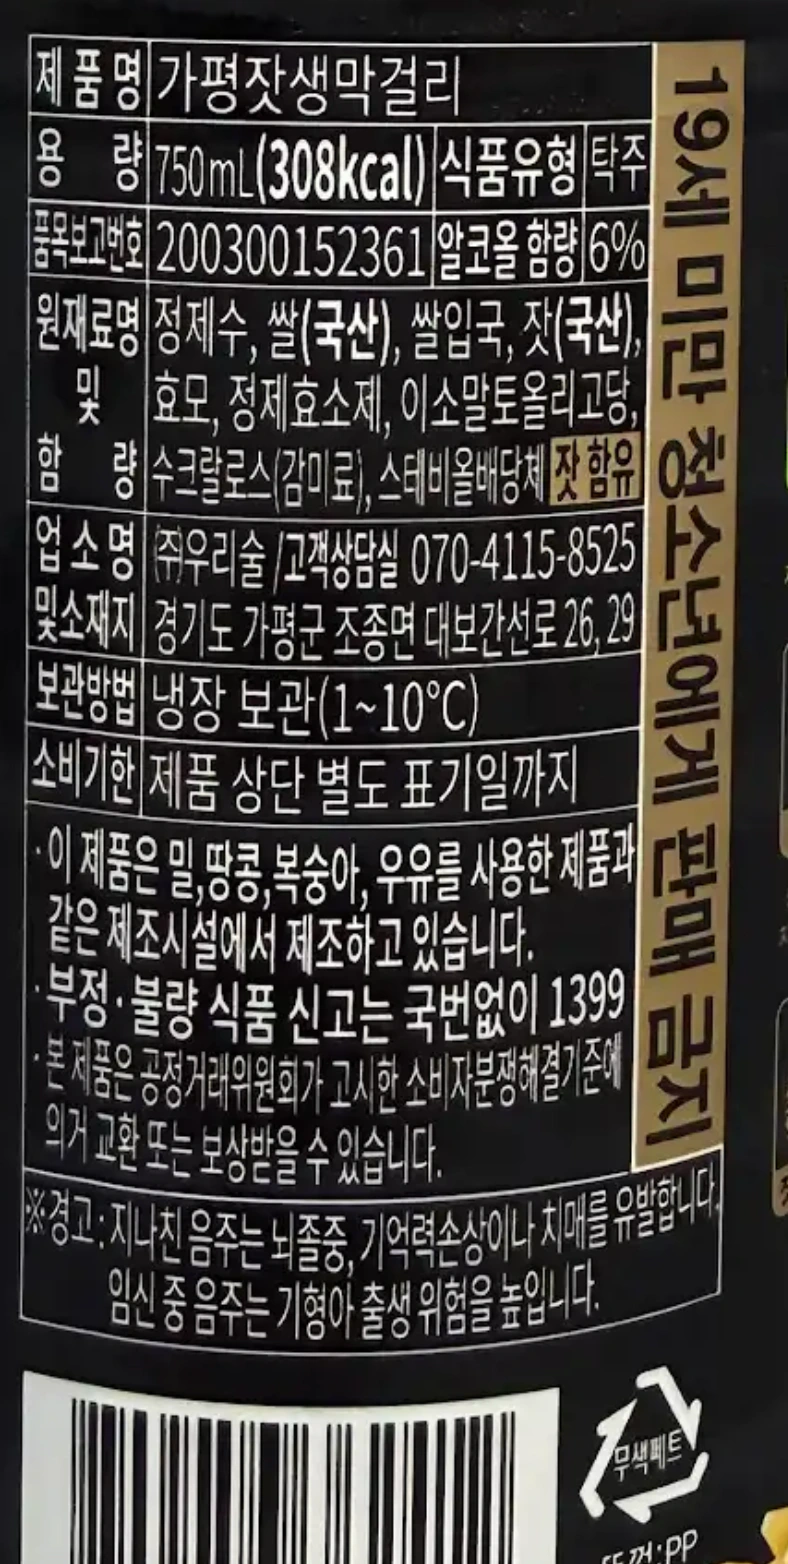 제품명 가평잣생막걸리
용 량 750mL(308kcal) 식품유형 탁주
품목보고번호 200300152361 알코올 함량 6%
원재료명 정제수, 쌀(국산), 쌀입국, 잣(국산),
및 효모, 정제효소제, 이소말토올리고당,
함 량 수크랄로스(감미료), 스테비올배당체 잣 함유
업소명 ㈜우리술 /고객상담실 070-4115-8525
및소재지 경기도 가평군 조종면 대보간선로 26, 29
보관방법 냉장 보관(1~10℃)
소비기한 제품 상단 별도 표기일까지
·이 제품은 밀,땅콩,복숭아, 우유를 사용한 제품과
같은 제조시설에서 제조하고 있습니다.
·부정·불량 식품 신고는 국번없이 1399
·본 제품은 공정거래위원회가 고시한 소비자분쟁해결기준에
의거 교환 또는 보상받을 수 있습니다.
19세 미만 청소년에게 판매 금지
※경고: 지나친 음주는 뇌졸중, 기억력손상이나 치매를 유발합니다.
임신 중 음주는 기형아 출생 위험을 높입니다.
무색페트
뚜껑:PP